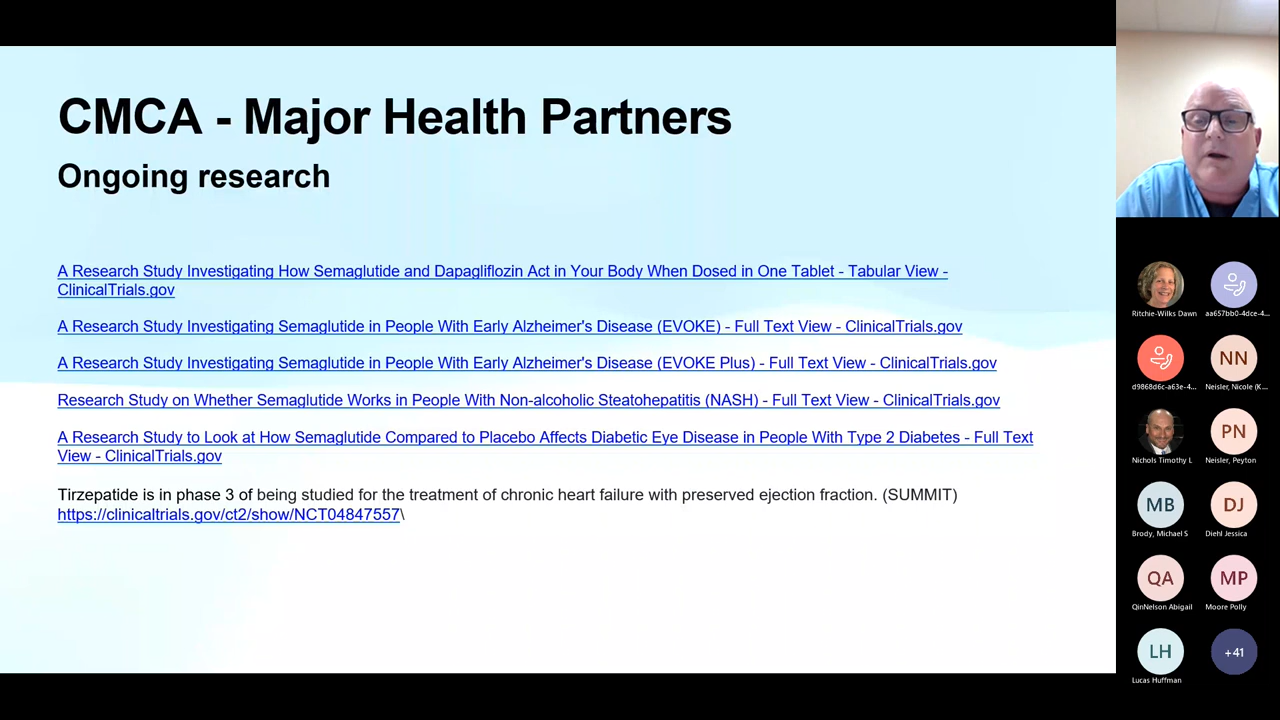 CMCA - Major Health Partners
Ongoing research
A Research Study Investigating How Semaglutide and Dapagliflozin Act in Your Body When Dosed in One Tablet - Tabular View -
ClinicalTrials.gov
A Research Study Investigating Semaglutide in People With Early Alzheimer's Disease (EVOKE) - Full Text View - ClinicalTrials.gov
A Research Study Investigating Semaglutide in People With Early Alzheimer's Disease (EVOKE Plus) - Full Text View - ClinicalTrials.gov
Research Study on Whether Semaglutide Works in People With Non-alcoholic Steatohepatitis (NASH) - Full Text View - ClinicalTrials.gov
A Research Study to Look at How Semaglutide Compared to Placebo Affects Diabetic Eye Disease in People With Type 2 Diabetes - Full Text
View - ClinicalTrials.gov
Tirzepatide is in phase 3 of being studied for the treatment of chronic heart failure with preserved ejection fraction. (SUMMIT)
https://clinicaltrials.gov/ct2/show/NCT04847557\
Ritchie-Wilks Dawn
aa657bb0-4dce-4...
d9868d6c-a63e-4...
NN
Neisler, Nicole (K...
Nichols Timothy L
PN
Neisler, Peyton
MB
Brody, Michael S
DJ
Diehl Jessica
QA
QinNelson Abigail
MP
Moore Polly
LH
Lucas Huffman
+41